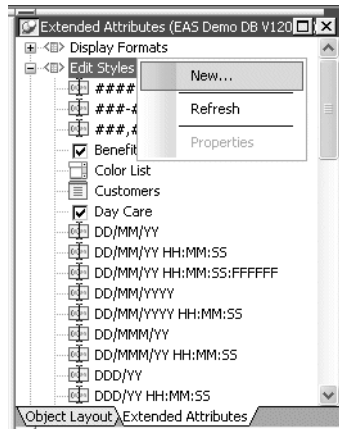 Extended Attributes (EAS Demo DB V120
Display Formats
Edit Styles
New...
####
###-
Refresh
###,
Properties
Benefit
Color List
Customers
Day Care
DD/MM/YY
DD/MM/YY HH:MM:SS
DD/MM/YY HH:MM:SS:FFFFFF
DD/MM/YYYY
DD/MM/YYYY HH:MM:SS
DD/MMM/YY
DD/MMM/YY HH:MM:SS
DDD/YY
DDD/YY HH:MM:SS
Object Layout Extended Attributes